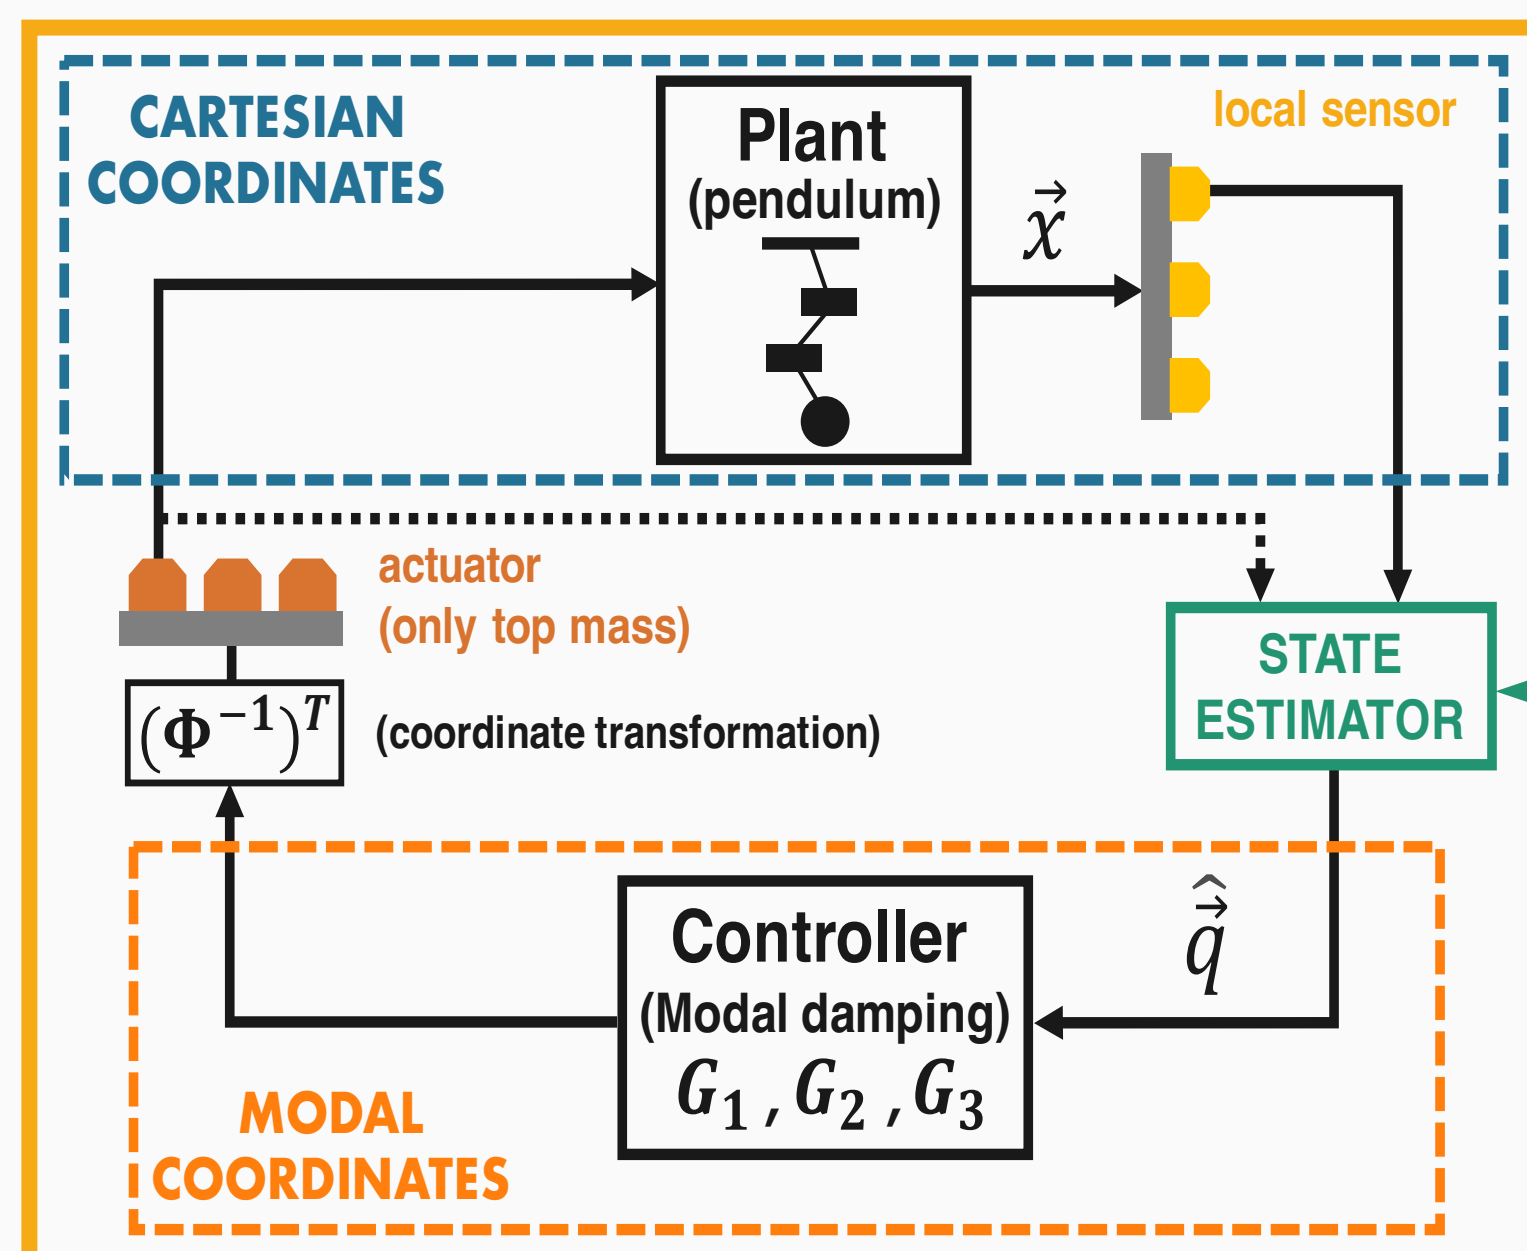 CARTESIAN
COORDINATES
Plant
(pendulum)
x⃗
local sensor
actuator
(only top mass)
(Φ⁻¹)ᵀ
(coordinate transformation)
STATE
ESTIMATOR
Controller
(Modal damping)
G₁ , G₂ , G₃
q⃗̂
MODAL
COORDINATES